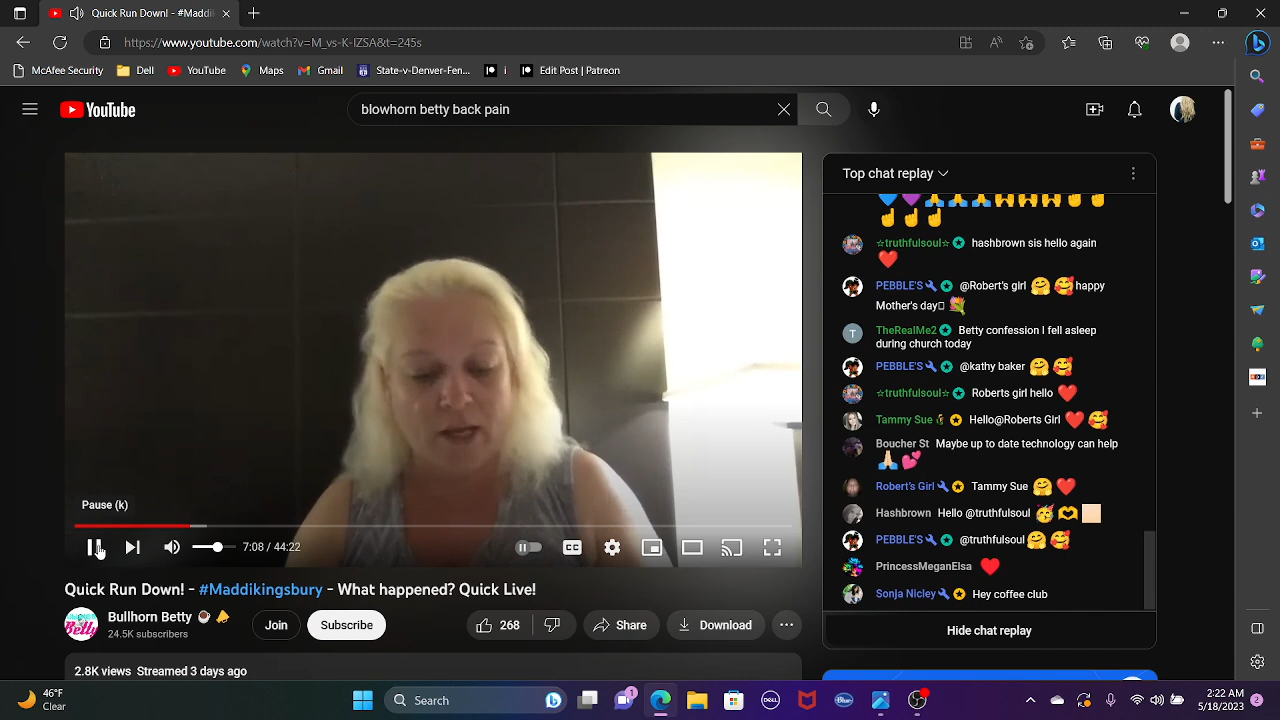 Quick Run Down! - #Maddi
https://www.youtube.com/watch?v=M_vs-K-IZSA&t=245s
McAfee Security
Dell
YouTube
Maps
Gmail
State-v-Denver-Fen...
i
Edit Post | Patreon
YouTube
blowhorn betty back pain
Top chat replay
☆truthfulsoul☆ hashbrown sis hello again
❤️
PEBBLE'S @Robert's girl 🤗 🥰 happy
Mother's day 💐
TheRealMe2 Betty confession I fell asleep
during church today
PEBBLE'S @kathy baker 🤗 🥰
☆truthfulsoul☆ Roberts girl hello ❤️
Tammy Sue Hello@Roberts Girl ❤️ 🥰
Boucher St Maybe up to date technology can help
🙏🏻 💕
Robert's Girl Tammy Sue 🤗 ❤️
Hashbrown Hello @truthfulsoul 🥳 🫶
PEBBLE'S @truthfulsoul 🤗 🥰
PrincessMeganElsa ♥️
Sonja Nicley Hey coffee club
Hide chat replay
Pause (k)
7:08 / 44:22
CC
Quick Run Down! - #Maddikingsbury - What happened? Quick Live!
Bullhorn Betty ☕ 📣
24.5K subscribers
Join
Subscribe
268
Share
Download
2.8K views Streamed 3 days ago
46°F
Clear
Search
1
DELL
2:22 AM
5/18/2023
2